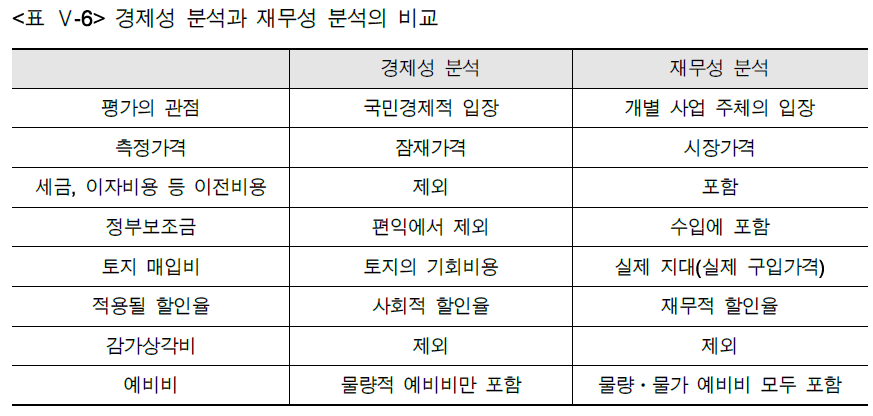 <표 Ⅴ-6> 경제성 분석과 재무성 분석의 비교
경제성 분석 재무성 분석
평가의 관점 국민경제적 입장 개별 사업 주체의 입장
측정가격 잠재가격 시장가격
세금, 이자비용 등 이전비용 제외 포함
정부보조금 편익에서 제외 수입에 포함
토지 매입비 토지의 기회비용 실제 지대(실제 구입가격)
적용될 할인율 사회적 할인율 재무적 할인율
감가상각비 제외 제외
예비비 물량적 예비비만 포함 물량·물가 예비비 모두 포함